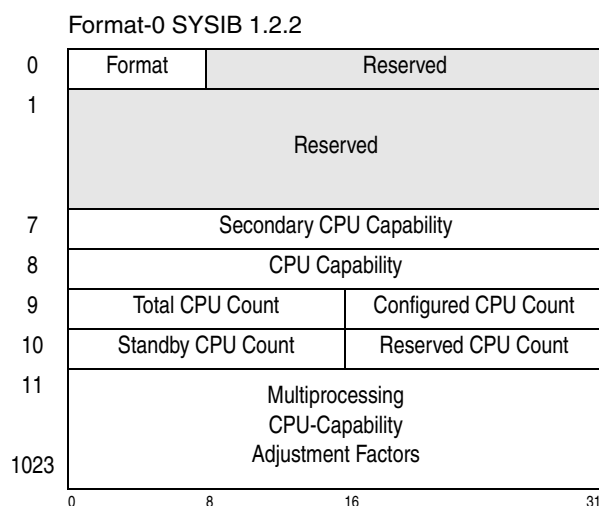 Format-0 SYSIB 1.2.2
0 Format Reserved
1
Reserved
7 Secondary CPU Capability
8 CPU Capability
9 Total CPU Count Configured CPU Count
10 Standby CPU Count Reserved CPU Count
11 Multiprocessing
CPU-Capability
1023 Adjustment Factors
0 8 16 31